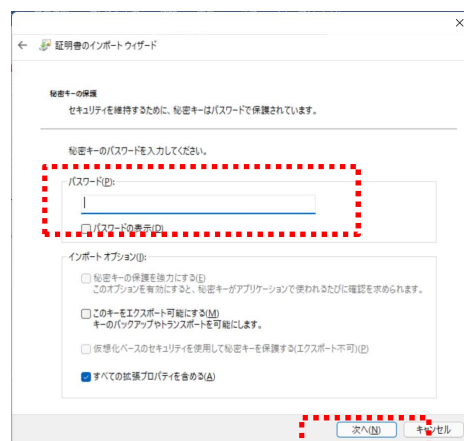 証明書のインポート ウィザード
秘密キーの保護
セキュリティを維持するために、秘密キーはパスワードで保護されています。
秘密キーのパスワードを入力してください。
パスワード(P):
パスワードの表示(D)
インポート オプション(I):
秘密キーの保護を強力にする(E)
このオプションを有効にすると、秘密キーがアプリケーションで使われるたびに確認を求められます。
このキーをエクスポート可能にする(M)
キーのバックアップやトランスポートを可能にします。
仮想化ベースのセキュリティを使用して秘密キーを保護する(エクスポート不可)(P)
すべての拡張プロパティを含める(A)
次へ(N) キャンセル